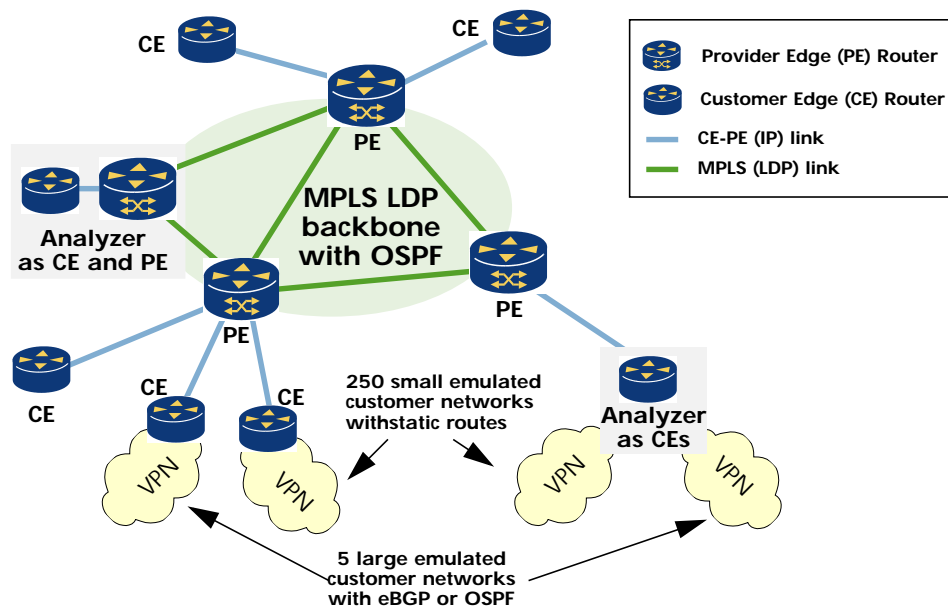 CE
CE
Provider Edge (PE) Router
Customer Edge (CE) Router
CE-PE (IP) link
MPLS (LDP) link
PE
MPLS LDP
backbone
with OSPF
Analyzer
as CE and PE
PE
PE
CE
CE
CE
250 small emulated
customer networks
withstatic routes
Analyzer
as CEs
VPN
VPN
VPN
VPN
5 large emulated
customer networks
with eBGP or OSPF